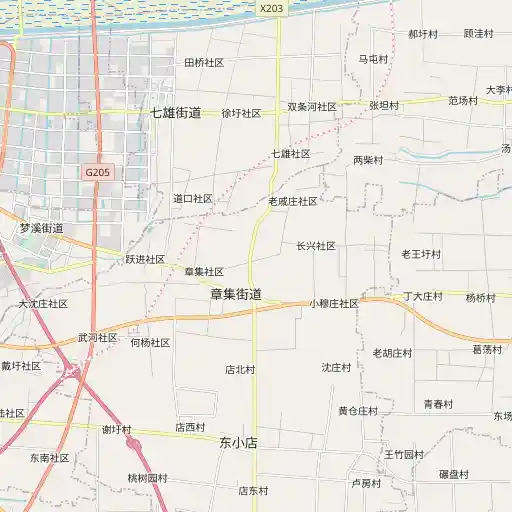 X203
郝圩村
顾洼村
田桥社区
马屯村
大李村
范场村
双条河社区
张坦村
七雄街道
徐圩社区
汤
七雄社区
两柴村
G205
道口社区
老戚庄社区
梦溪街道
长兴社区
老王圩村
跃进社区
章集社区
章集街道
丁大庄村
杨桥村
大沈庄社区
小穆庄社区
武河社区
何杨社区
葛荡村
老胡庄村
戴圩社区
店北村
沈庄村
青春村
黄仓庄村
陆社区
东场
谢圩村
店西村
东小店
王竹园村
东南社区
桃树园村
碾盘村
卢房村
店东村